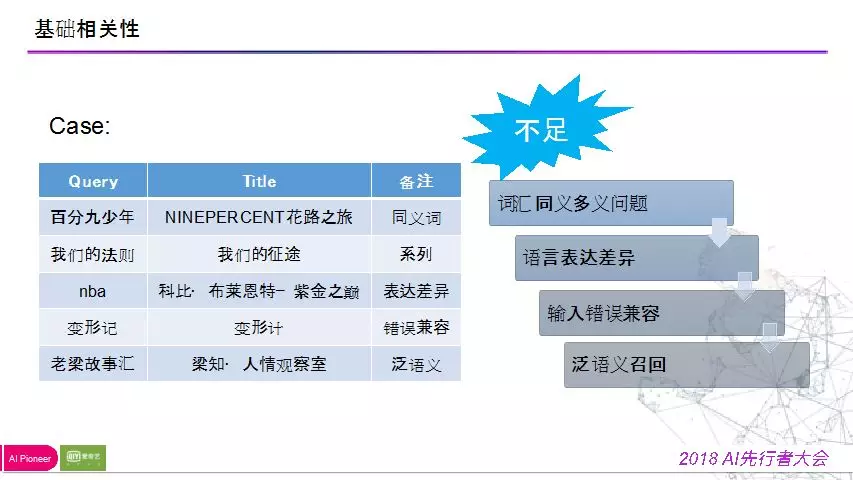 基础相关性
Case:
不足
Query Title 备注
百分九少年 NINEPERCENT花路之旅 同义词
我们的法则 我们的征途 系列
nba 科比·布莱恩特-紫金之巅 表达差异
变形记 变形计 错误兼容
老梁故事汇 梁知·人情观察室 泛语义
词汇同义多义问题
语言表达差异
输入错误兼容
泛语义召回
AI Pioneer
爱奇艺
2018 AI先行者大会